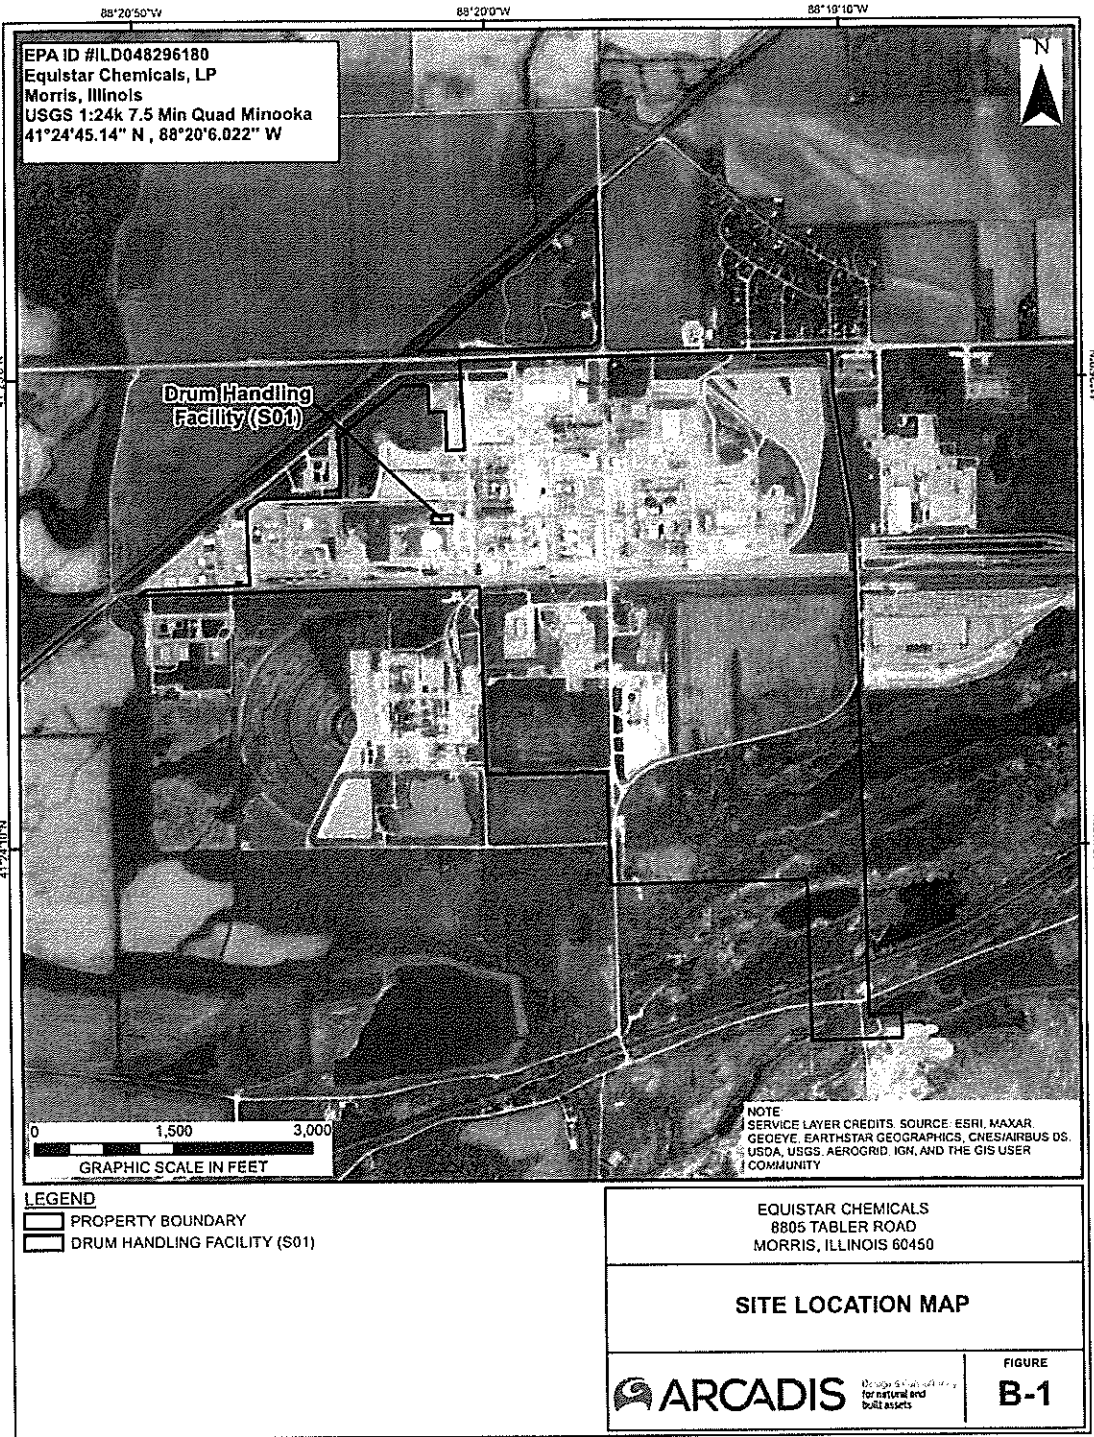 88°20'50"W
88°20'0"W
88°19'10"W
EPA ID #ILD048296180
Equistar Chemicals, LP
Morris, Illinois
USGS 1:24k 7.5 Min Quad Minooka
41°24'45.14" N , 88°20'6.022" W
N
Drum Handling
Facility (S01)
0 1,500 3,000
GRAPHIC SCALE IN FEET
NOTE
SERVICE LAYER CREDITS. SOURCE: ESRI, MAXAR,
GEOEYE, EARTHSTAR GEOGRAPHICS, CNES/AIRBUS DS,
USDA, USGS, AEROGRID, IGN, AND THE GIS USER
COMMUNITY
LEGEND
PROPERTY BOUNDARY
DRUM HANDLING FACILITY (S01)
EQUISTAR CHEMICALS
8805 TABLER ROAD
MORRIS, ILLINOIS 60450
SITE LOCATION MAP
ARCADIS
for natural and
built assets
FIGURE
B-1